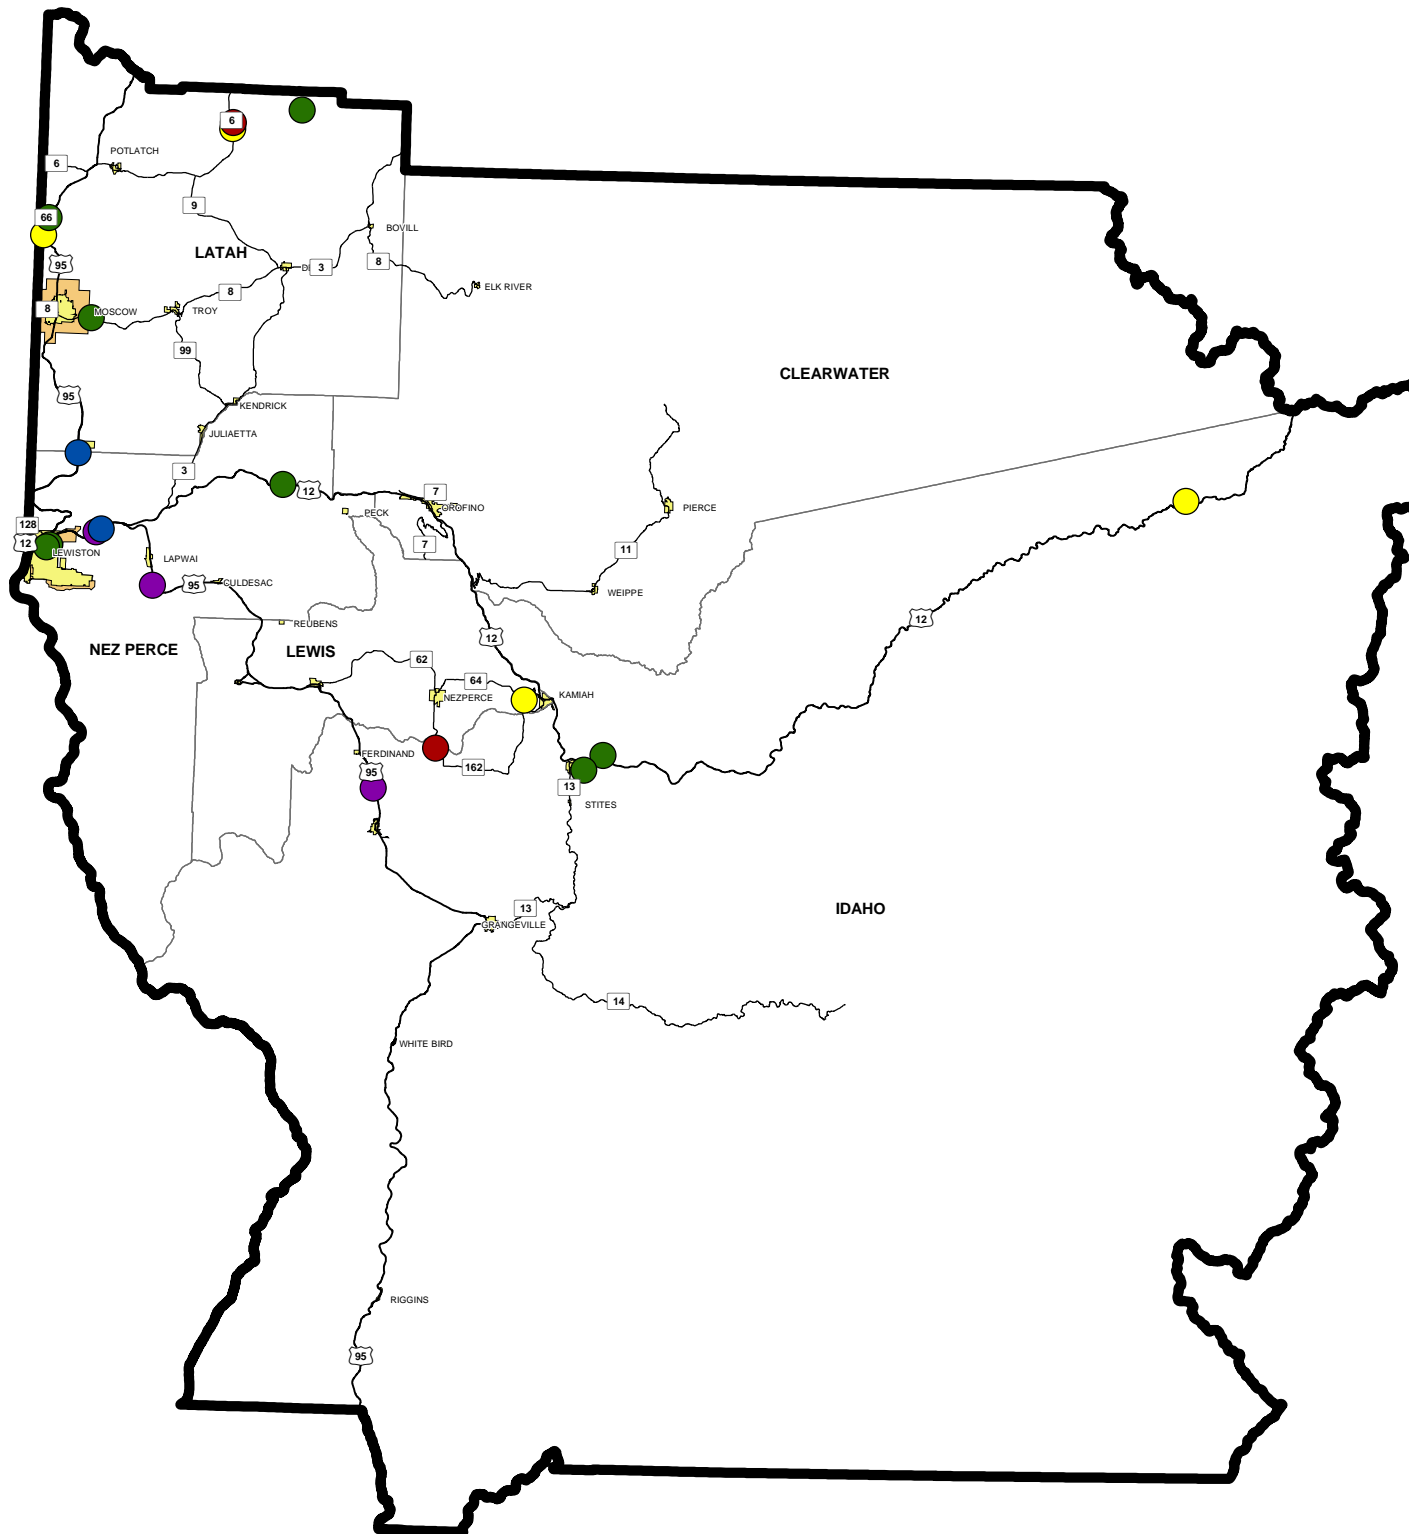 6
POTLATCH
6
9
66
BOVILL
LATAH
95
3
8
ELK RIVER
8
8
MOSCOW
TROY
99
CLEARWATER
95
KENDRICK
JULIAETTA
3
12
7
PECK
OROFINO
PIERCE
128
12
LEWISTON
LAPWAI
7
11
95
CULDESAC
WEIPPE
REUBENS
12
12
NEZ PERCE
LEWIS
62
64
NEZPERCE
KAMIAH
FERDINAND
162
95
13
STITES
13
IDAHO
GRANGEVILLE
14
WHITE BIRD
RIGGINS
95